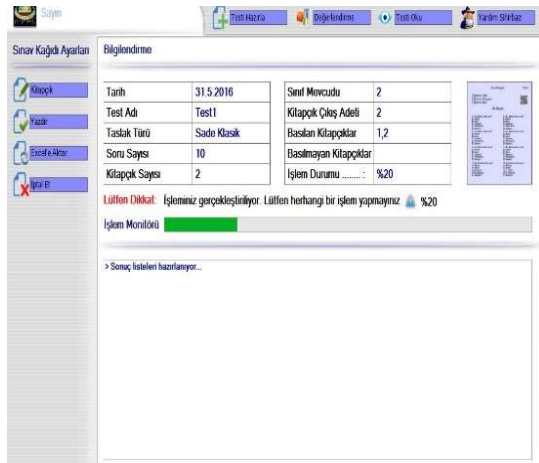 Sayın
Testi Hazırla
Değerlendirme
Testi Oku
Yardım Sihirbazı
Sınav Kağıdı Ayarları
Bilgilendirme
Kitapçık
Yazdır
Excell'e Aktar
İptal Et
Tarih 31.5.2016
Test Adı Test1
Taslak Türü Sade Klasik
Soru Sayısı 10
Kitapçık Sayısı 2
Sınıf Mevcudu 2
Kitapçık Çıkış Adeti 2
Basılan Kitapçıklar 1,2
Basılmayan Kitapçıklar
İşlem Durumu ......... : %20
Lütfen Dikkat: İşleminiz gerçekleştiriliyor. Lütfen herhangi bir işlem yapmayınız %20
İşlem Monitörü
> Sonuç listeleri hazırlanıyor...